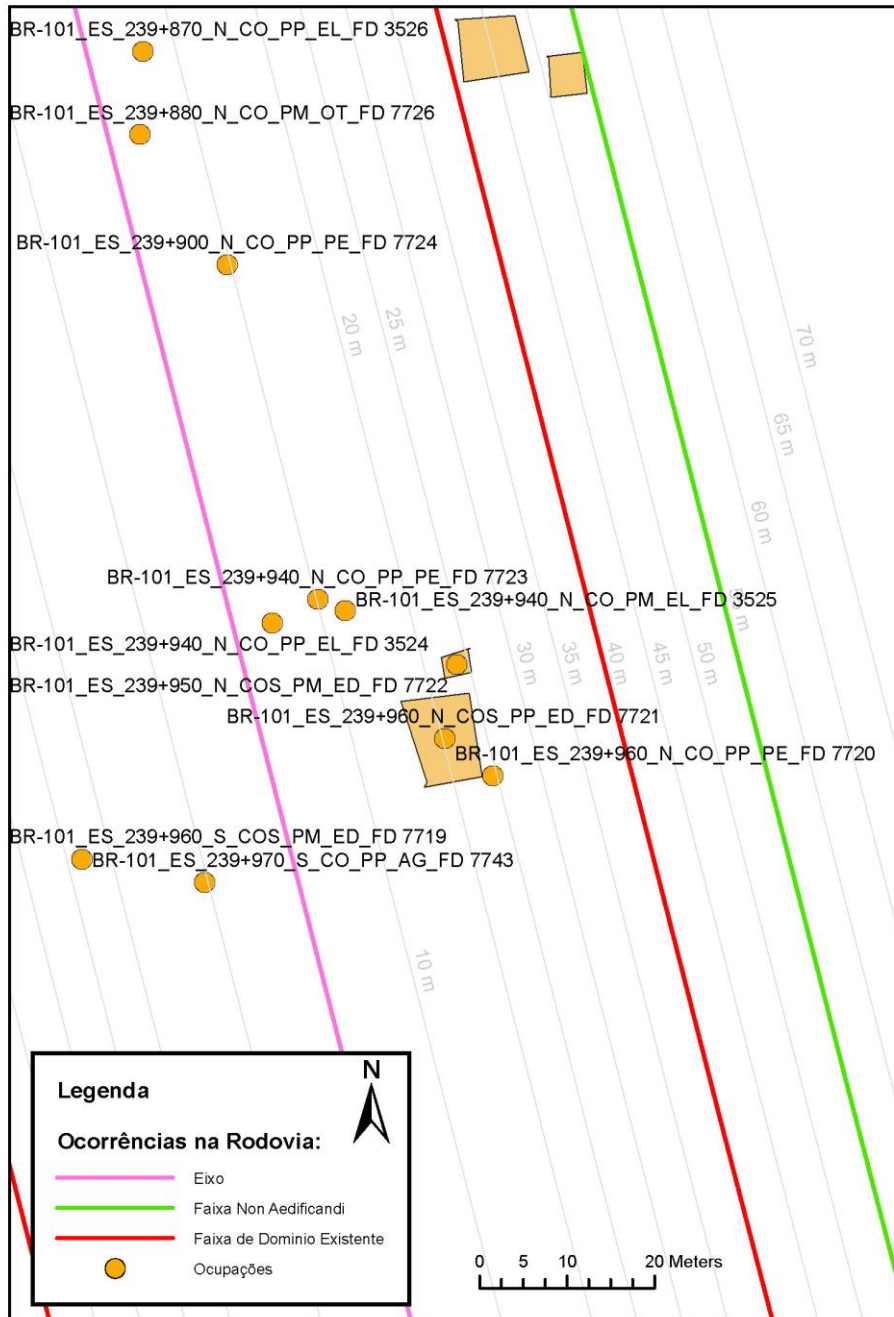 BR-101_ES_239+870_N_CO_PP_EL_FD 3526
BR-101_ES_239+880_N_CO_PM_OT_FD 7726
BR-101_ES_239+900_N_CO_PP_PE_FD 7724
20 m
25 m
70 m
65 m
60 m
BR-101_ES_239+940_N_CO_PP_PE_FD 7723
BR-101_ES_239+940_N_CO_PM_EL_FD 3525
BR-101_ES_239+940_N_CO_PP_EL_FD 3524
30 m
35 m
40 m
45 m
50 m
BR-101_ES_239+950_N_COS_PM_ED_FD 7722
BR-101_ES_239+960_N_COS_PP_ED_FD 7721
BR-101_ES_239+960_N_CO_PP_PE_FD 7720
BR-101_ES_239+960_S_COS_PM_ED_FD 7719
BR-101_ES_239+970_S_CO_PP_AG_FD 7743
10 m
Legenda
N
Ocorrências na Rodovia:
Eixo
Faixa Non Aedificandi
Faixa de Dominio Existente
Ocupações
0 5 10 20 Meters